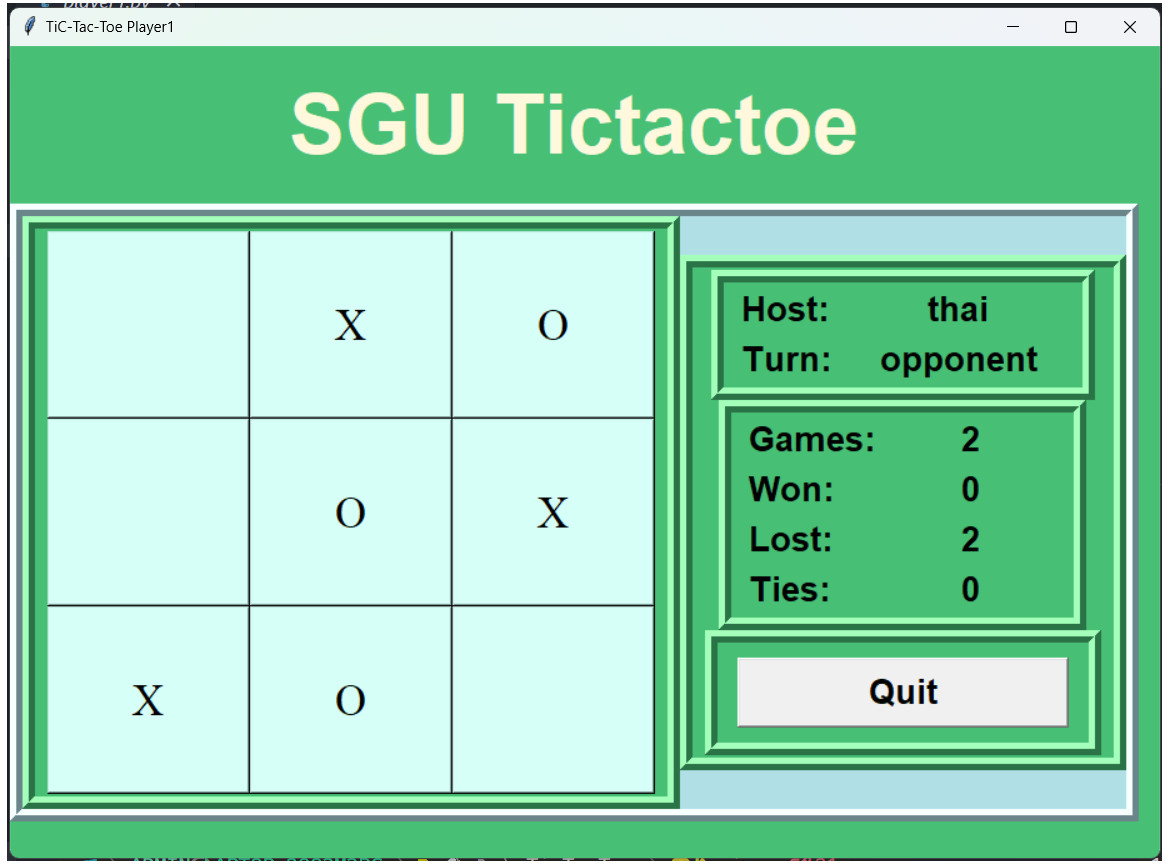 TiC-Tac-Toe Player1
SGU Tictactoe
X O
O X
X O
Host: thai
Turn: opponent
Games: 2
Won: 0
Lost: 2
Ties: 0
Quit